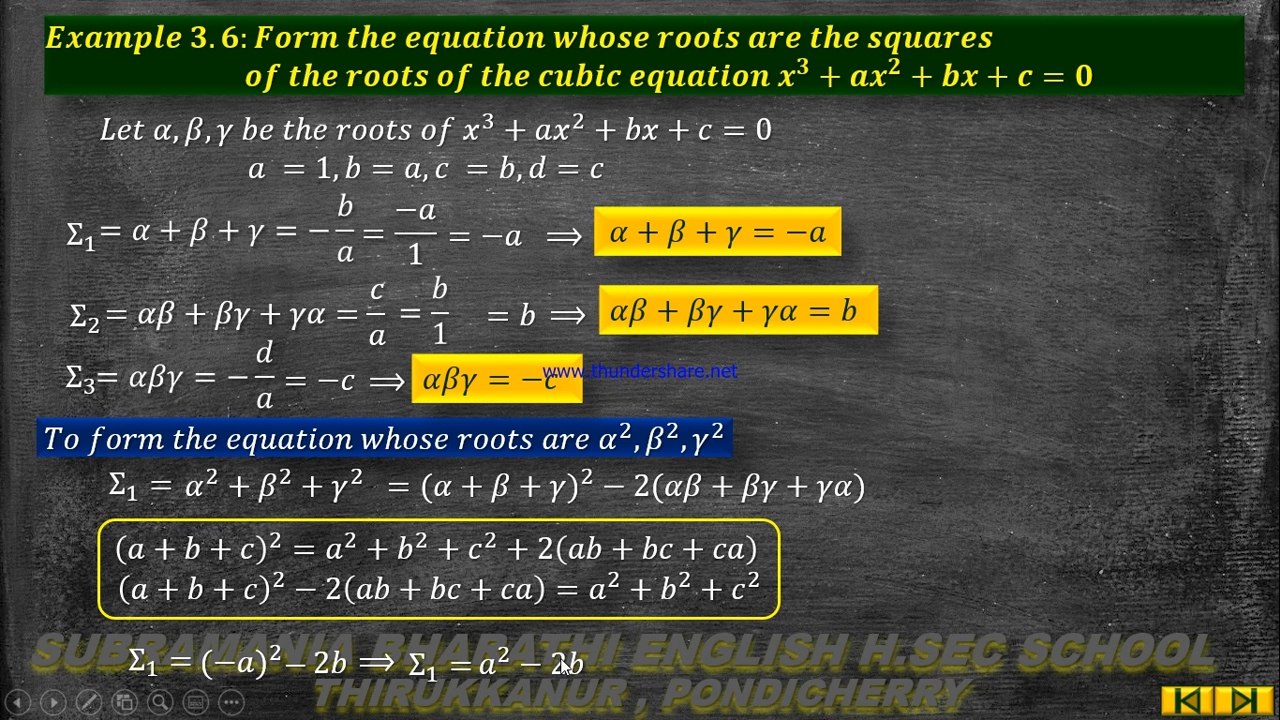 Example 3.6: Form the equation whose roots are the squares
of the roots of the cubic equation x³ + ax² + bx + c = 0
Let α, β, γ be the roots of x³ + ax² + bx + c = 0
a = 1, b = a, c = b, d = c
Σ₁ = α + β + γ = −b/a = −a/1 = −a ⟹ α + β + γ = −a
Σ₂ = αβ + βγ + γα = c/a = b/1 = b ⟹ αβ + βγ + γα = b
Σ₃ = αβγ = −d/a = −c ⟹ αβγ = −c
www.thundershare.net
To form the equation whose roots are α², β², γ²
Σ₁ = α² + β² + γ² = (α + β + γ)² − 2(αβ + βγ + γα)
(a + b + c)² = a² + b² + c² + 2(ab + bc + ca)
(a + b + c)² − 2(ab + bc + ca) = a² + b² + c²
SUBRAMANIA BHARATHI ENGLISH H.SEC SCHOOL ,
Σ₁ = (−a)² − 2b ⟹ Σ₁ = a² − 2b
THIRUKKANUR , PONDICHERRY